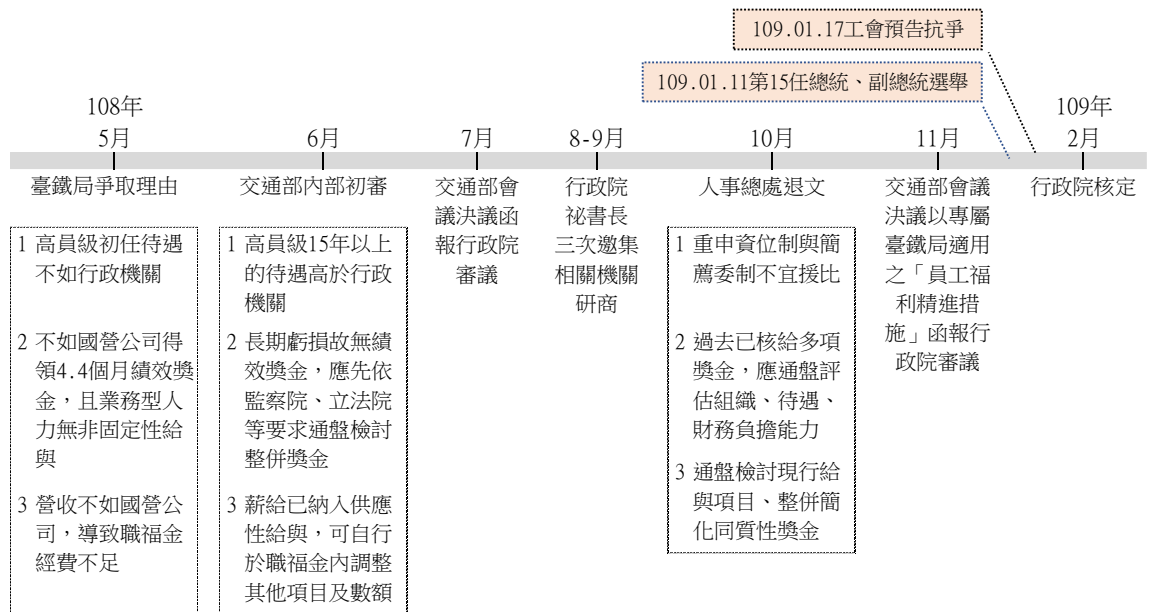 109.01.17工會預告抗爭
109.01.11第15任總統、副總統選舉
108年
5月
6月
7月
8-9月
10月
11月
109年
2月
臺鐵局爭取理由
1 高員級初任待遇
不如行政機關
2 不如國營公司得
領4.4個月績效獎
金，且業務型人
力無非固定性給
與
3 營收不如國營公
司，導致職福金
經費不足
交通部內部初審
1 高員級15年以上
的待遇高於行政
機關
2 長期虧損故無績
效獎金，應先依
監察院、立法院
等要求通盤檢討
整併獎金
3 薪給已納入供應
性給與，可自行
於職福金內調整
其他項目及數額
交通部會
議決議函
報行政院
審議
行政院
祕書長
三次邀集
相關機關
研商
人事總處退文
1 重申資位制與簡
薦委制不宜援比
2 過去已核給多項
獎金，應通盤評
估組織、待遇、
財務負擔能力
3 通盤檢討現行給
與項目、整併簡
化同質性獎金
交通部會議
決議以專屬
臺鐵局適用
之「員工福
利精進措
施」函報行
政院審議
行政院核定